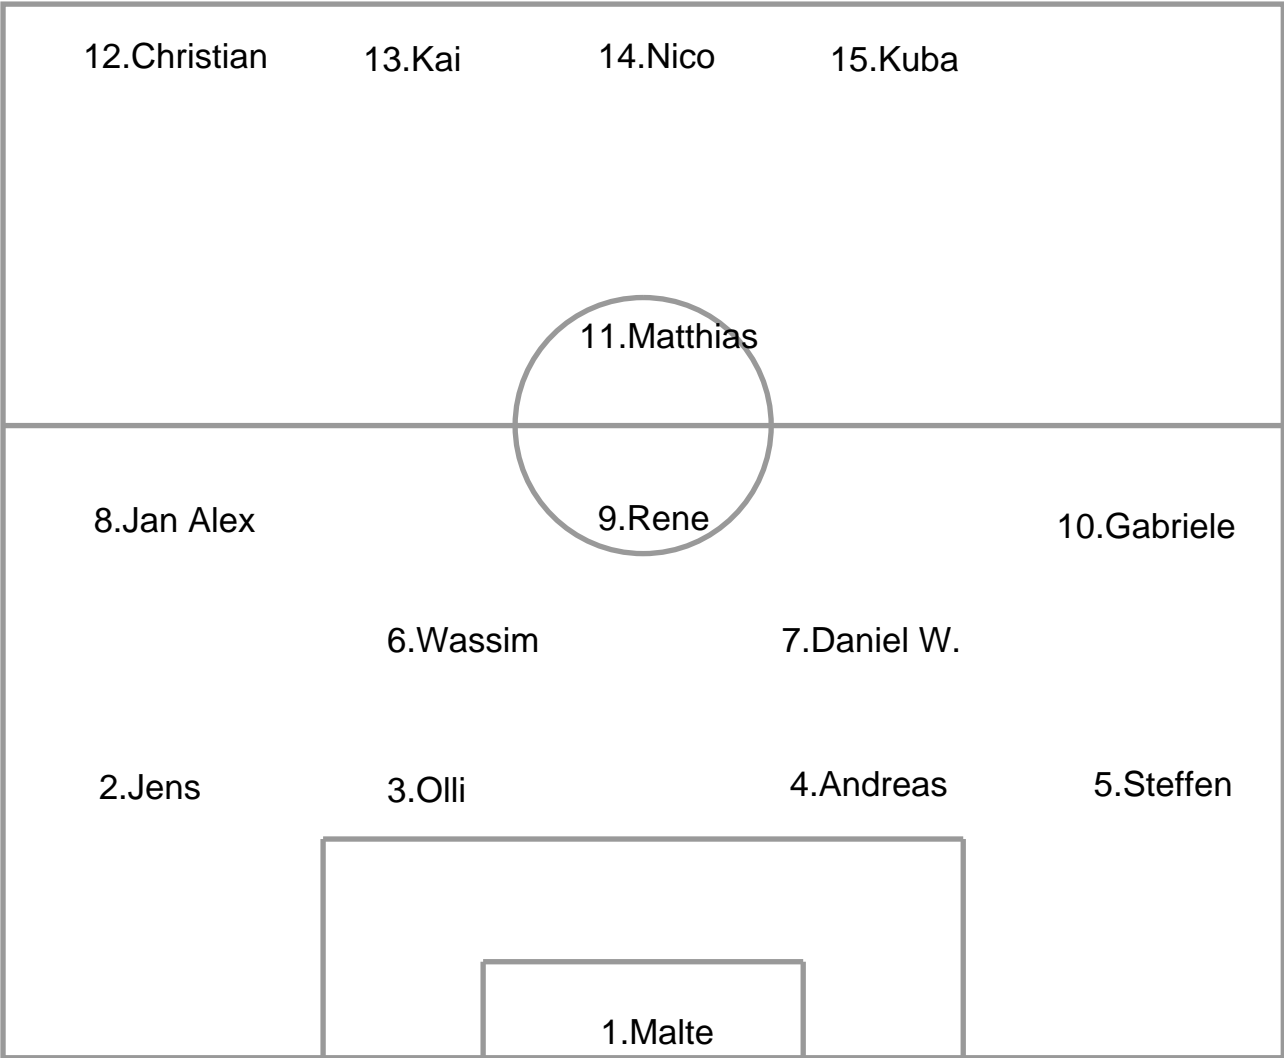 12.Christian 13.Kai 14.Nico 15.Kuba
11.Matthias
8.Jan Alex 9.Rene 10.Gabriele
6.Wassim 7.Daniel W.
2.Jens 3.Olli 4.Andreas 5.Steffen
1.Malte